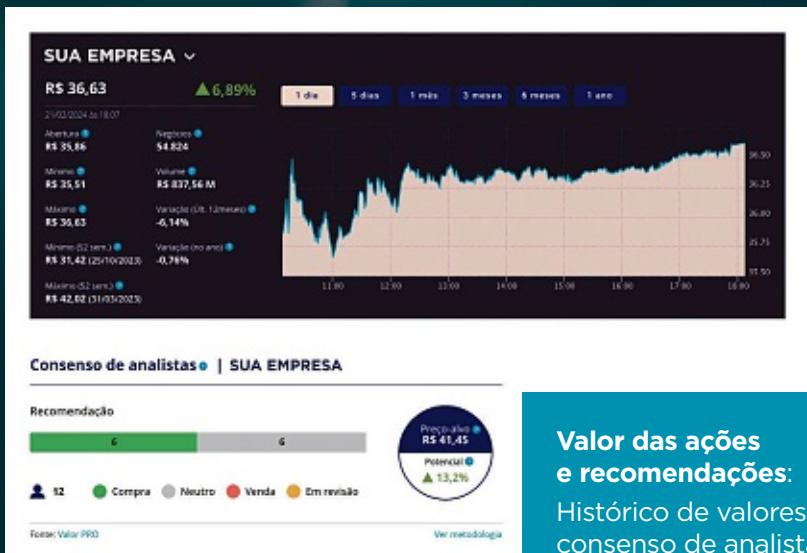 SUA EMPRESA
R$ 36,63 ▲6,89%
1 dia 5 dias 1 mês 3 meses 6 meses 1 ano
21/02/2024 às 18:07
Abertura Negócios
R$ 35,86 54.824
Mínimo Volume
R$ 35,51 R$ 837,56 M
Máximo Variação (Últ. 12meses)
R$ 36,63 -6,14%
Mínimo (52 sem.) Variação (no ano)
R$ 31,42 (25/10/2023) -0,76%
Máximo (52 sem.)
R$ 42,02 (31/03/2023)
36.50
36.25
36.00
35.75
35.50
11:00 12:00 13:00 14:00 15:00 16:00 17:00 18:00
Consenso de analistas | SUA EMPRESA
Recomendação
6 6
12 Compra Neutro Venda Em revisão
Preço-alvo
R$ 41,45
Potencial
▲ 13,2%
Fonte: Valor PRO Ver metodologia
Valor das ações
e recomendações:
Histórico de valores
consenso de analist